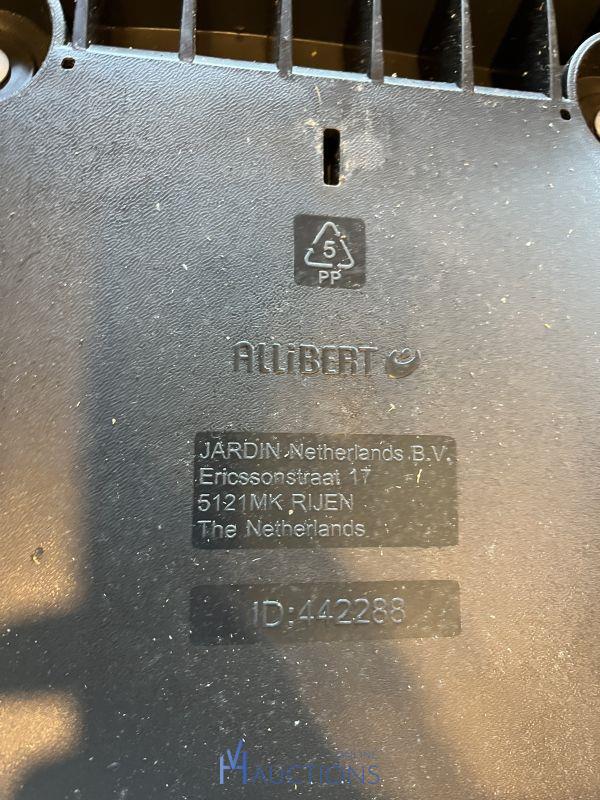 5
PP
ALLiBERT
JARDIN Netherlands B.V.
Ericssonstraat 17
5121MK RIJEN
The Netherlands
ID:442288
AUCTIONS